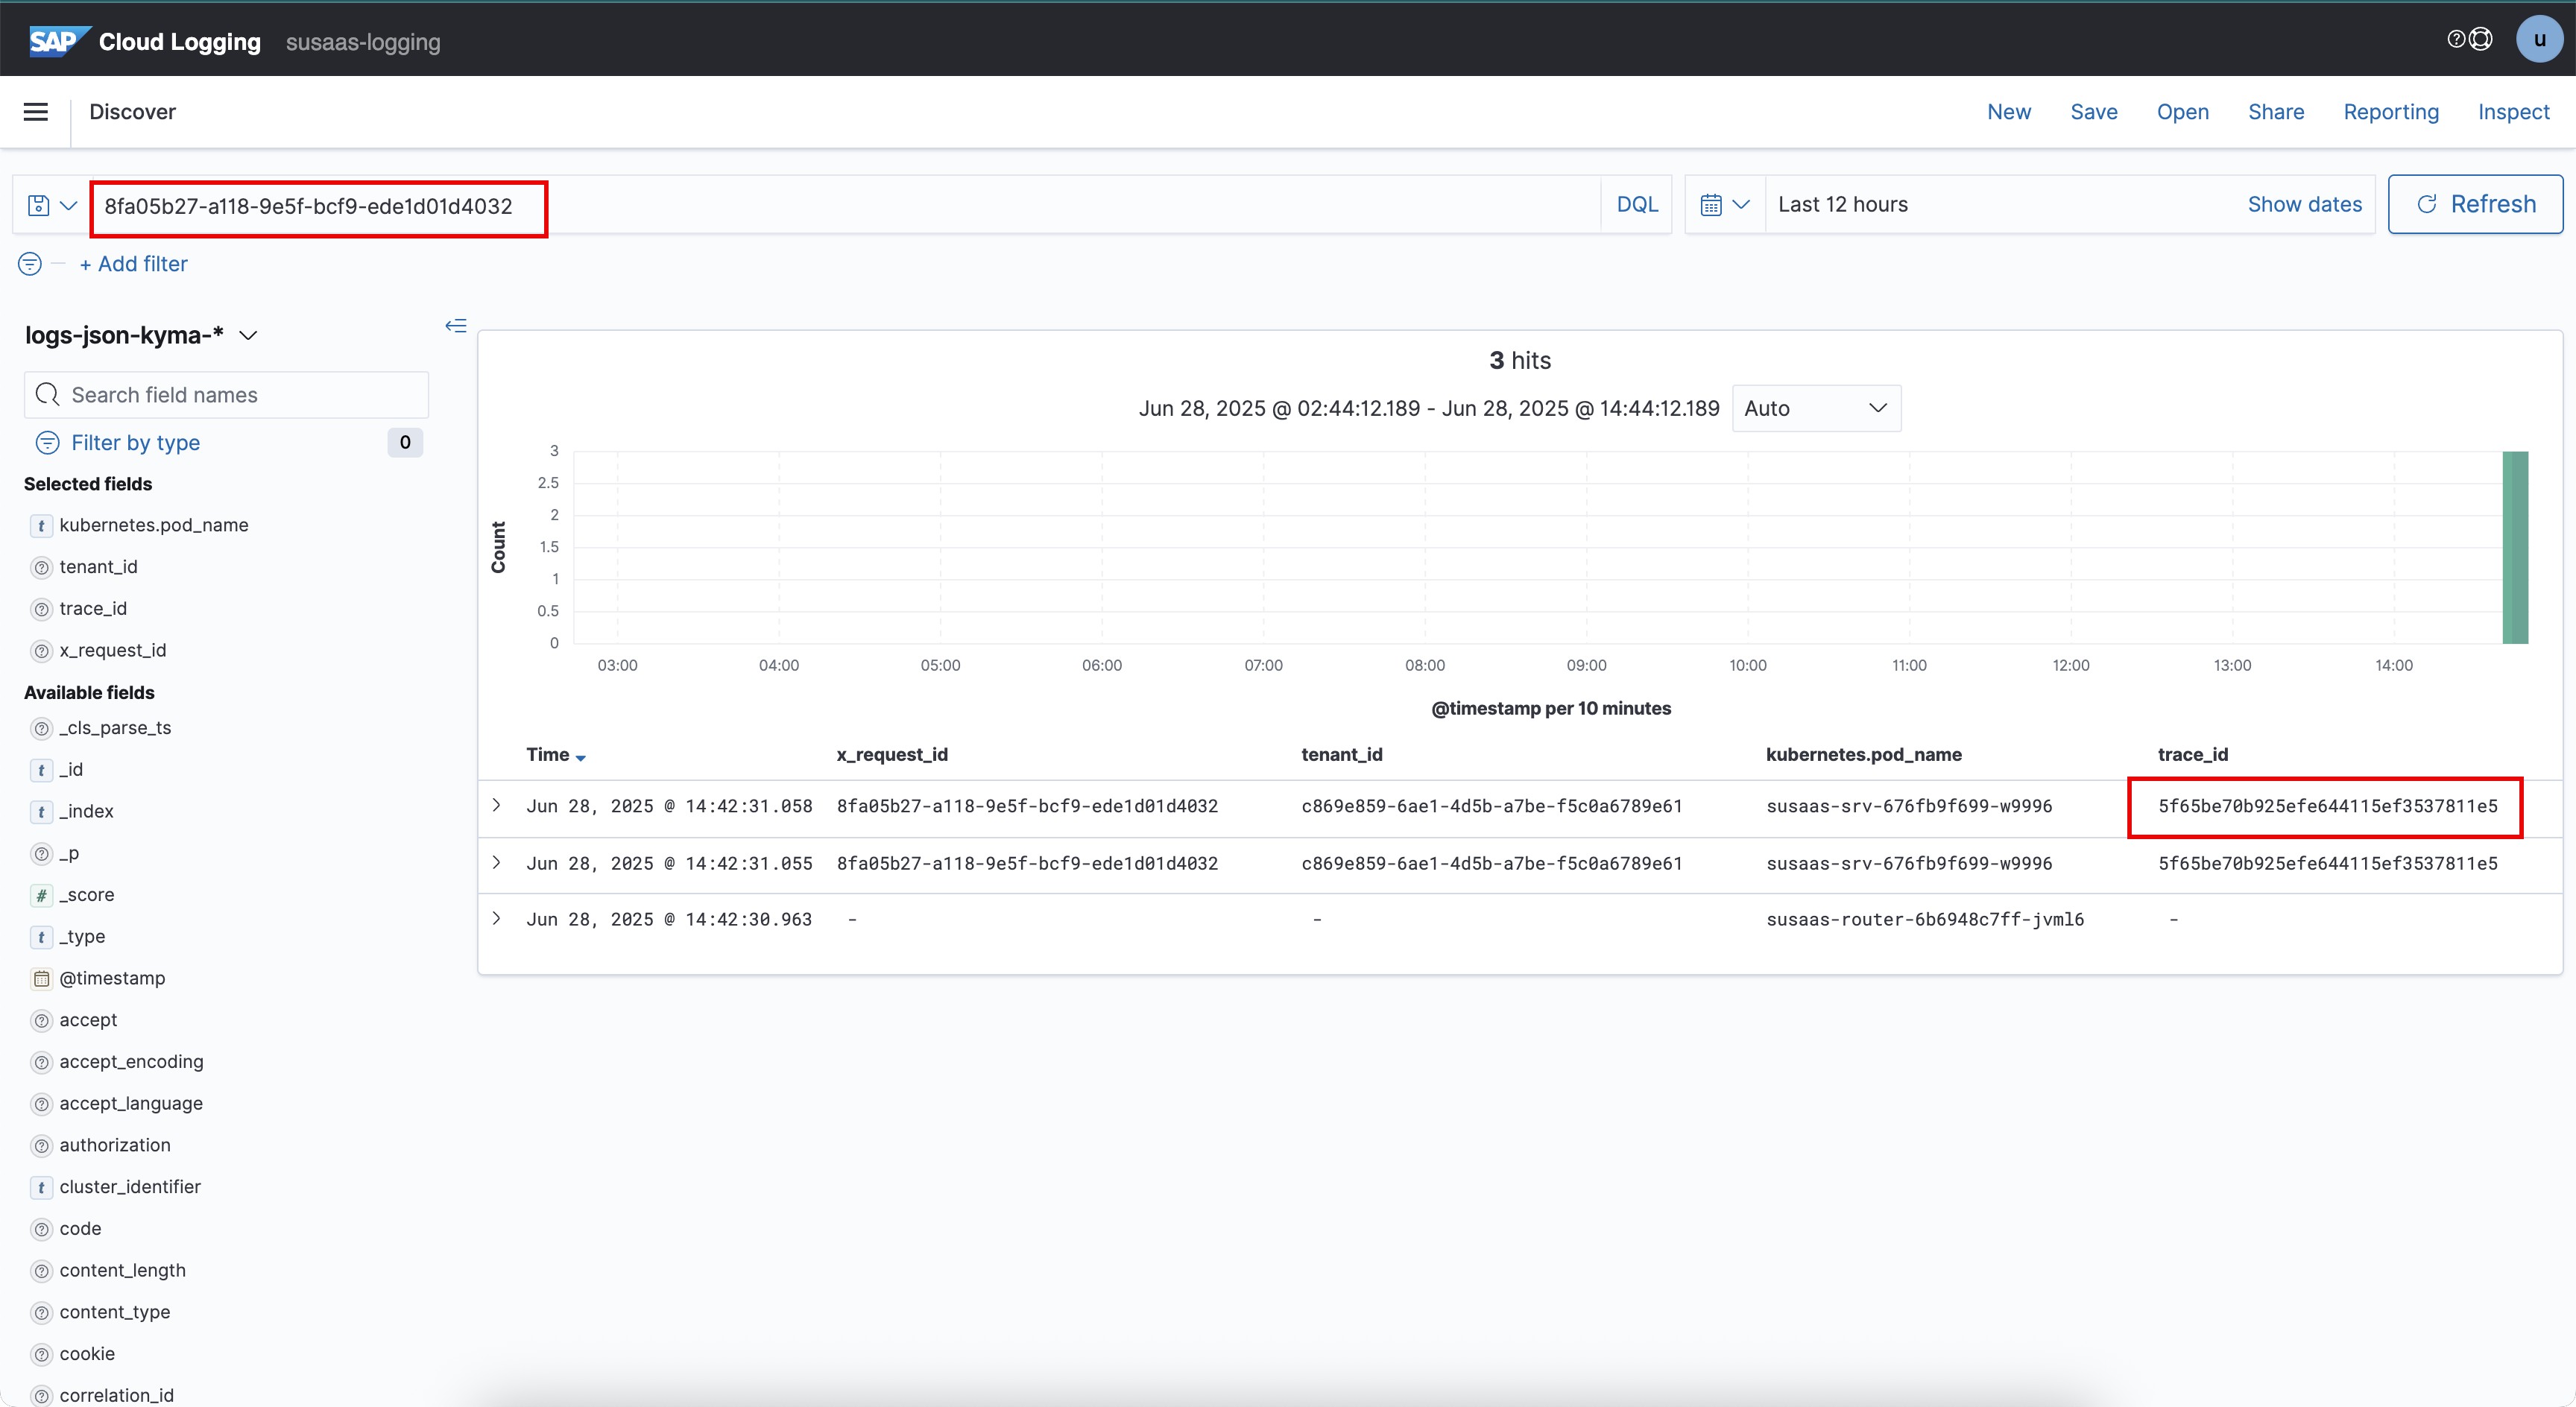 SAP Cloud Logging susaas-logging
u
Discover
New Save Open Share Reporting Inspect
8fa05b27-a118-9e5f-bcf9-ede1d01d4032 DQL Last 12 hours Show dates Refresh
+ Add filter
logs-json-kyma-*
Search field names
Filter by type 0
Selected fields
t kubernetes.pod_name
tenant_id
trace_id
x_request_id
Available fields
_cls_parse_ts
t _id
t _index
_p
# _score
t _type
@timestamp
accept
accept_encoding
accept_language
authorization
t cluster_identifier
code
content_length
content_type
cookie
correlation_id
3 hits
Jun 28, 2025 @ 02:44:12.189 - Jun 28, 2025 @ 14:44:12.189 Auto
Count
3
2.5
2
1.5
1
0.5
0
03:00 04:00 05:00 06:00 07:00 08:00 09:00 10:00 11:00 12:00 13:00 14:00
@timestamp per 10 minutes
Time x_request_id tenant_id kubernetes.pod_name trace_id
Jun 28, 2025 @ 14:42:31.058 8fa05b27-a118-9e5f-bcf9-ede1d01d4032 c869e859-6ae1-4d5b-a7be-f5c0a6789e61 susaas-srv-676fb9f699-w9996 5f65be70b925efe644115ef3537811e5
Jun 28, 2025 @ 14:42:31.055 8fa05b27-a118-9e5f-bcf9-ede1d01d4032 c869e859-6ae1-4d5b-a7be-f5c0a6789e61 susaas-srv-676fb9f699-w9996 5f65be70b925efe644115ef3537811e5
Jun 28, 2025 @ 14:42:30.963 - - susaas-router-6b6948c7ff-jvml6 -